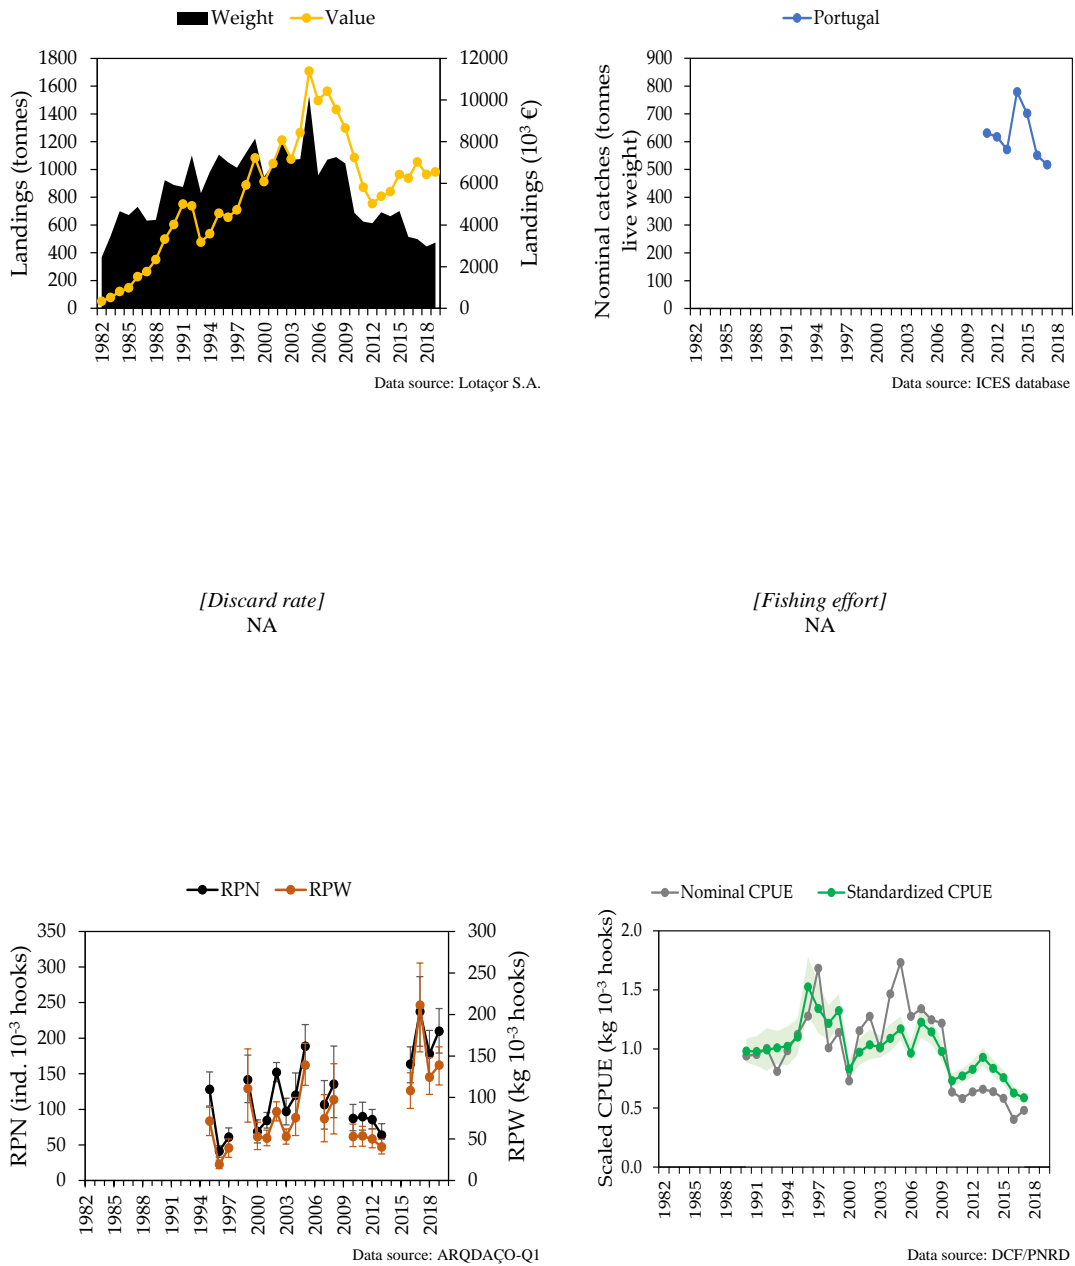 Weight Value
Landings (tonnes)
1800
1600
1400
1200
1000
800
600
400
200
0
12000
10000
8000
6000
4000
2000
0
Landings (10³ €)
1982 1985 1988 1991 1994 1997 2000 2003 2006 2009 2012 2015 2018
Data source: Lotaçor S.A.
Portugal
Nominal catches (tonnes
live weight)
900
800
700
600
500
400
300
200
100
0
1982 1985 1988 1991 1994 1997 2000 2003 2006 2009 2012 2015 2018
Data source: ICES database
[Discard rate]
NA
[Fishing effort]
NA
RPN RPW
RPN (ind. 10⁻³ hooks)
350
300
250
200
150
100
50
0
300
250
200
150
100
50
0
RPW (kg 10⁻³ hooks)
1982 1985 1988 1991 1994 1997 2000 2003 2006 2009 2012 2015 2018
Data source: ARQDAÇO-Q1
Nominal CPUE Standardized CPUE
Scaled CPUE (kg 10⁻³ hooks)
2.0
1.5
1.0
0.5
0.0
1982 1985 1988 1991 1994 1997 2000 2003 2006 2009 2012 2015 2018
Data source: DCF/PNRD